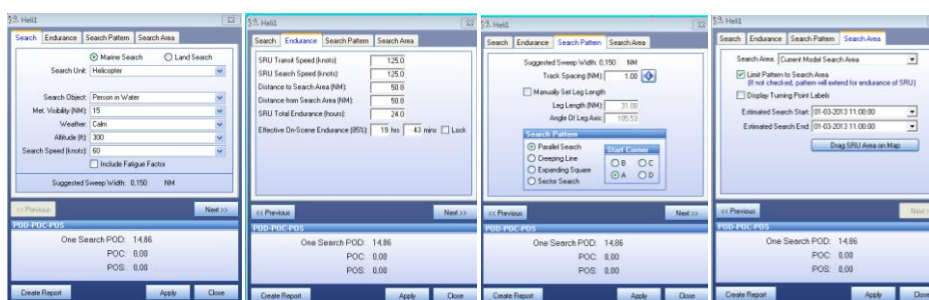 Heli1
Search Endurance Search Pattern Search Area
Marine Search Land Search
Search Unit: Helicopter
Search Object: Person in Water
Met. Visibility (NM): 15
Weather: Calm
Altitude (ft): 300
Search Speed (knots): 60
Include Fatigue Factor
Suggested Sweep Width: 0,150 NM
<< Previous Next >>
POD-POC-POS
One Search POD: 14,86
POC: 0,00
POS: 0,00
Create Report Apply Close
Heli1
Search Endurance Search Pattern Search Area
SRU Transit Speed (knots): 125.0
SRU Search Speed (knots): 125.0
Distance to Search Area (NM): 50.8
Distance from Search Area (NM): 50.8
SRU Total Endurance (hours): 24.0
Effective On-Scene Endurance (85%): 19 hrs 43 mins Lock
<< Previous Next >>
POD-POC-POS
One Search POD: 14,86
POC: 0,00
POS: 0,00
Create Report Apply Close
Heli1
Search Endurance Search Pattern Search Area
Suggested Sweep Width: 0,150 NM
Track Spacing (NM): 1.00
Manually Set Leg Length
Leg Length (NM): 31.00
Angle Of Leg Axis: 105.53
Search Pattern
Parallel Search
Creeping Line
Expanding Square
Sector Search
Start Corner
B C
A D
<< Previous Next >>
POD-POC-POS
One Search POD: 14,86
POC: 0,00
POS: 0,00
Create Report Apply Close
Heli1
Search Endurance Search Pattern Search Area
Search Area: Current Model Search Area
Limit Pattern to Search Area
(If not checked, pattern will extend for endurance of SRU)
Display Turning Point Labels
Estimated Search Start: 01-03-2013 11:00:00
Estimated Search End: 01-03-2013 11:00:00
Drag SRU Area on Map
<< Previous Next
POD-POC-POS
One Search POD: 14,86
POC: 0,00
POS: 0,00
Create Report Apply Close